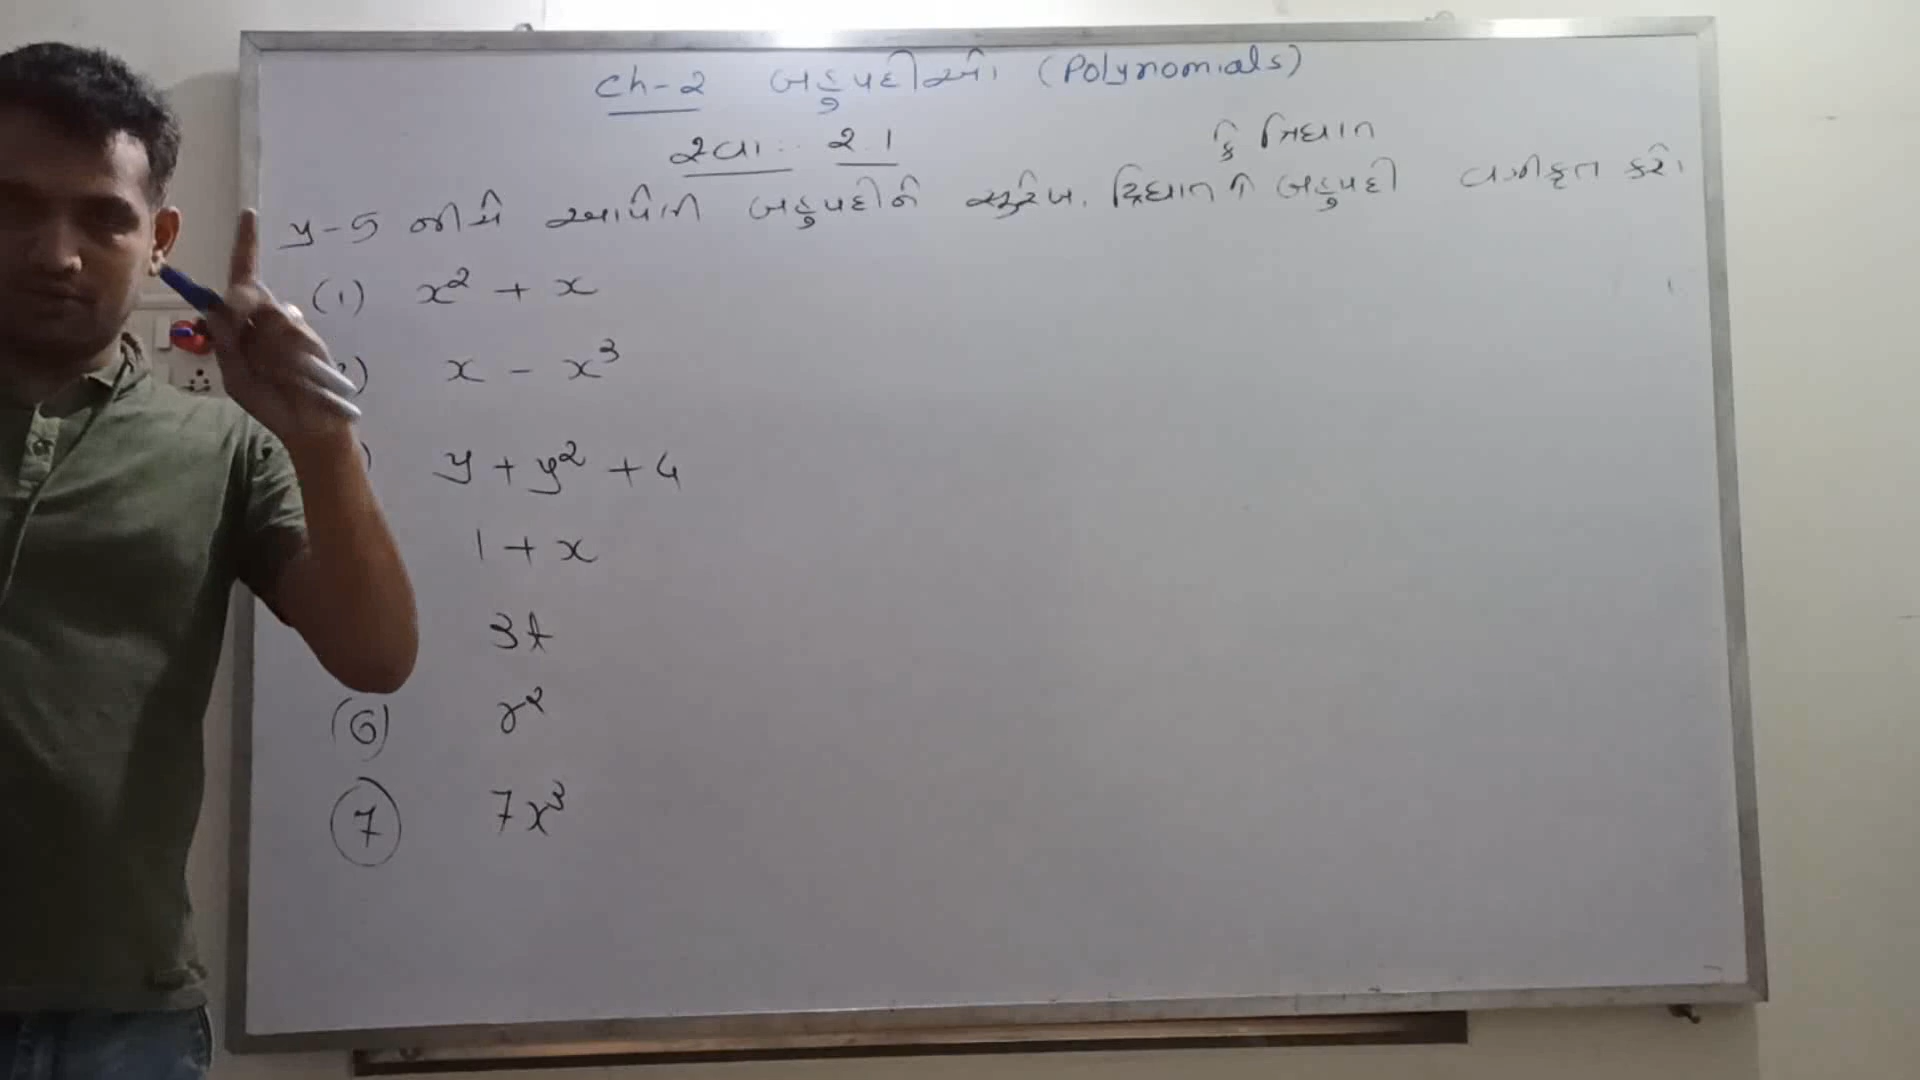 Ch-2 બહુપદીઓ (Polynomials)
સ્વા. 2.1
કે ત્રિઘાત
પ્ર-5 નીચે આપેલી બહુપદીને સુરેખ, દ્વિઘાત કે બહુપદી વર્ગીકૃત કરો
(1) x² + x
x - x³
y + y² + 4
1 + x
3t
(6) r²
(7) 7x³